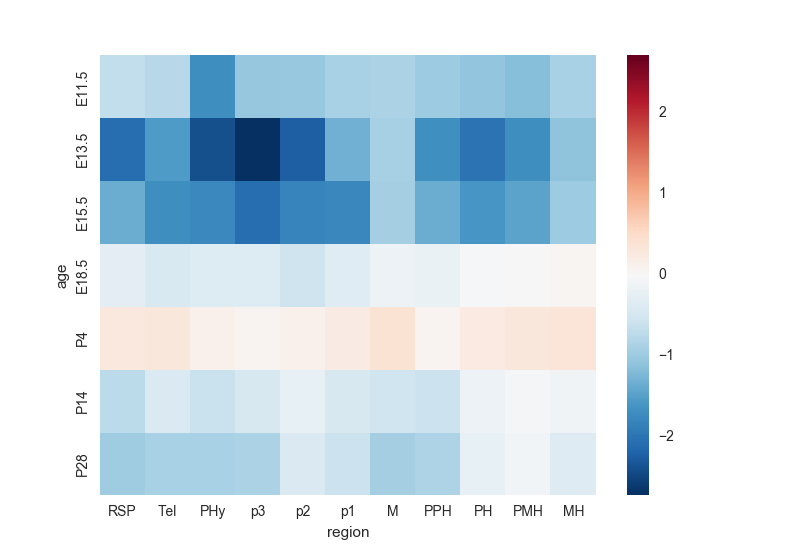 E11.5
E13.5
E15.5
E18.5
P4
P14
P28
age
RSP Tel PHy p3 p2 p1 M PPH PH PMH MH
region
2
1
0
−1
−2